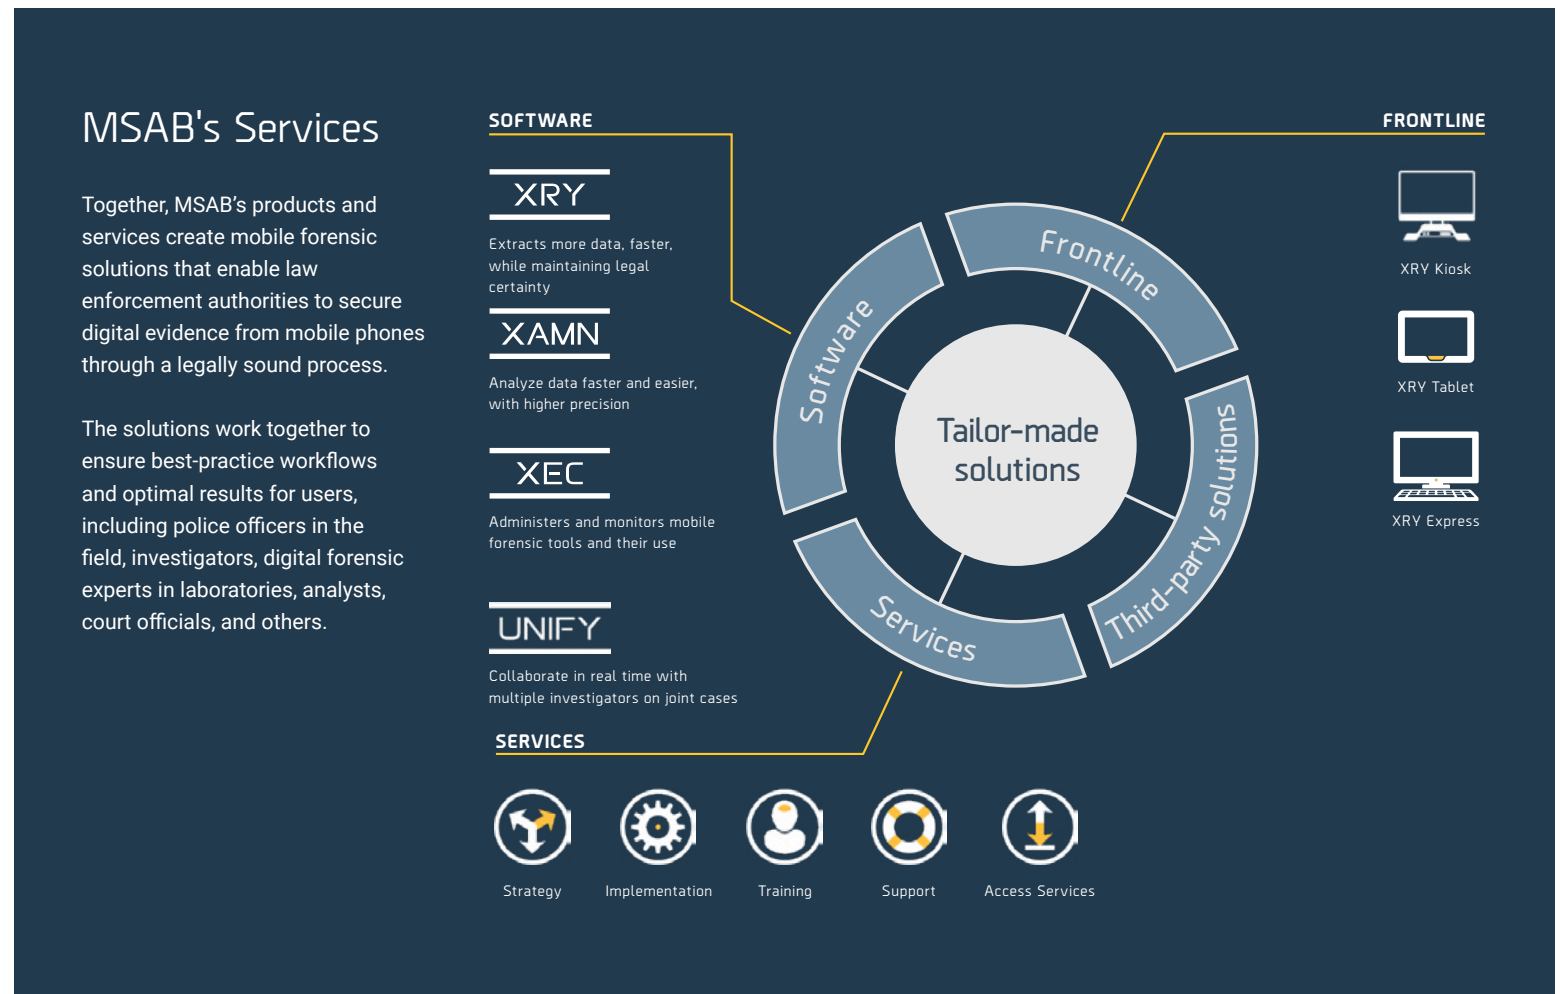 MSAB's Services
Together, MSAB's products and
services create mobile forensic
solutions that enable law
enforcement authorities to secure
digital evidence from mobile phones
through a legally sound process.
The solutions work together to
ensure best-practice workflows
and optimal results for users,
including police officers in the
field, investigators, digital forensic
experts in laboratories, analysts,
court officials, and others.
SOFTWARE
XRY
Extracts more data, faster,
while maintaining legal
certainty
XAMN
Analyze data faster and easier,
with higher precision
XEC
Administers and monitors mobile
forensic tools and their use
UNIFY
Collaborate in real time with
multiple investigators on joint cases
Software
Frontline
Third-party solutions
Services
Tailor-made
solutions
FRONTLINE
XRY Kiosk
XRY Tablet
XRY Express
SERVICES
Strategy
Implementation
Training
Support
Access Services